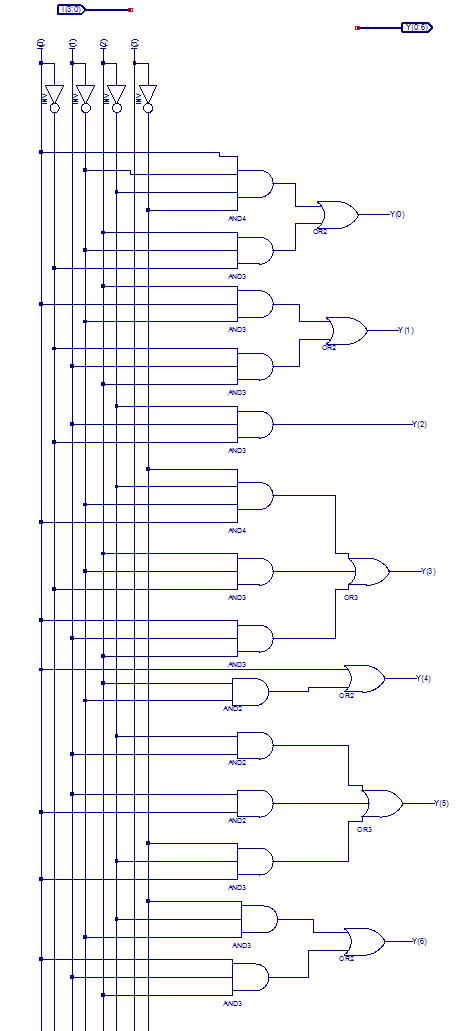 I(3:0)
Y(0:6)
I(0)
I(1)
I(2)
I(3)
INV
INV
INV
INV
AND4
Y(0)
OR2
AND3
AND3
Y(1)
OR2
AND3
Y(2)
AND3
AND4
Y(3)
AND3
OR3
AND3
Y(4)
OR2
AND2
AND2
Y(5)
AND2
OR3
AND3
Y(6)
AND3
OR2
AND3